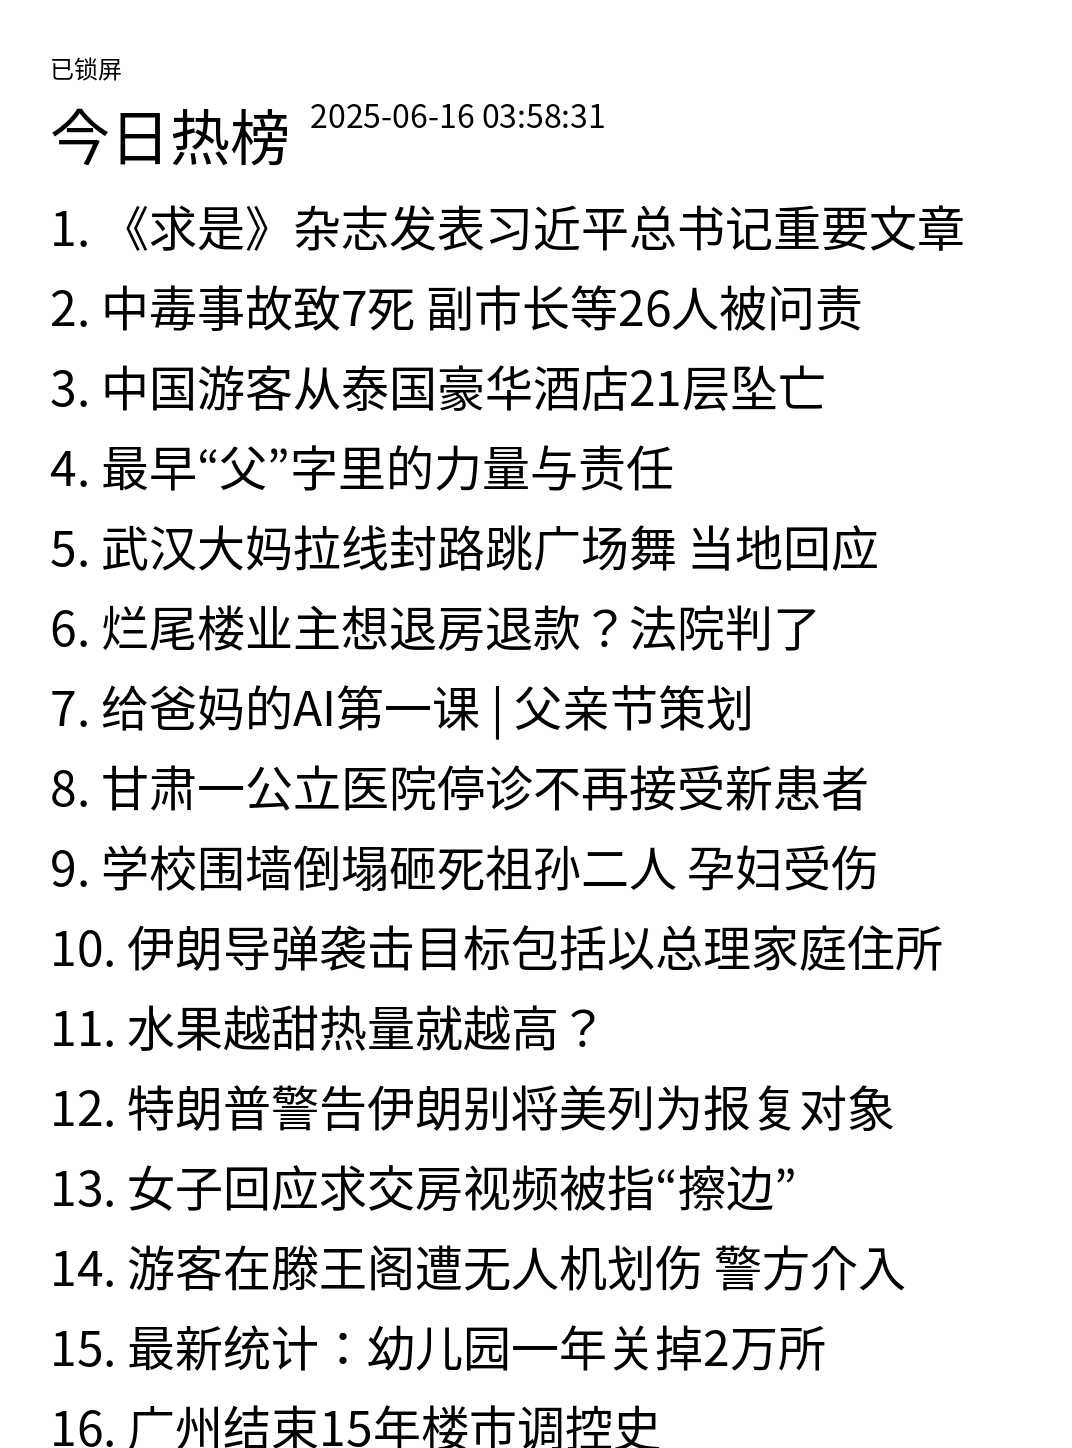 已锁屏
今日热榜 2025-06-16 03:58:31
1. 《求是》杂志发表习近平总书记重要文章
2. 中毒事故致7死 副市长等26人被问责
3. 中国游客从泰国豪华酒店21层坠亡
4. 最早“父”字里的力量与责任
5. 武汉大妈拉线封路跳广场舞 当地回应
6. 烂尾楼业主想退房退款？法院判了
7. 给爸妈的AI第一课 | 父亲节策划
8. 甘肃一公立医院停诊不再接受新患者
9. 学校围墙倒塌砸死祖孙二人 孕妇受伤
10. 伊朗导弹袭击目标包括以总理家庭住所
11. 水果越甜热量就越高？
12. 特朗普警告伊朗别将美列为报复对象
13. 女子回应求交房视频被指“擦边”
14. 游客在滕王阁遭无人机划伤 警方介入
15. 最新统计：幼儿园一年关掉2万所
16. 广州结束15年楼市调控史